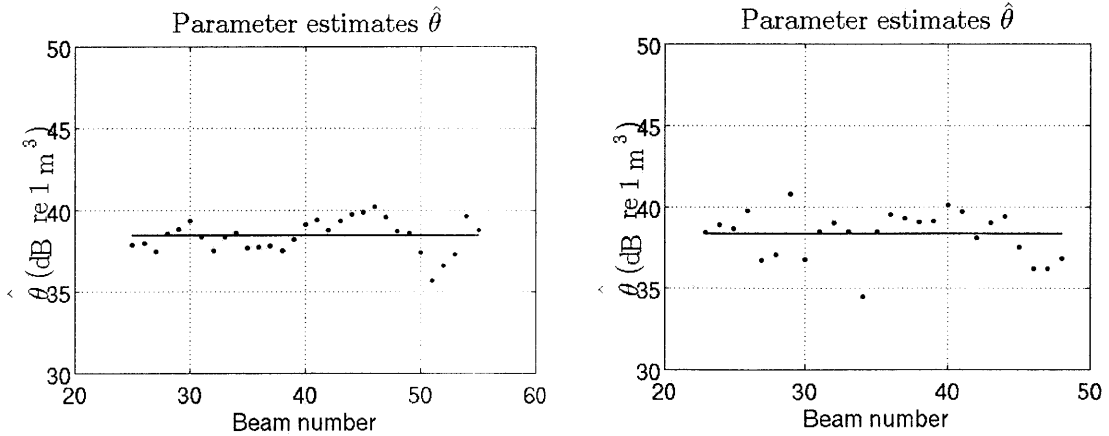 Parameter estimates θ̂
50
45
40
35
30
20 30 40 50 60
Beam number
θ̂ (dB re 1 m³)
Parameter estimates θ̂
50
45
40
35
30
20 30 40 50
Beam number
θ̂ (dB re 1 m³)